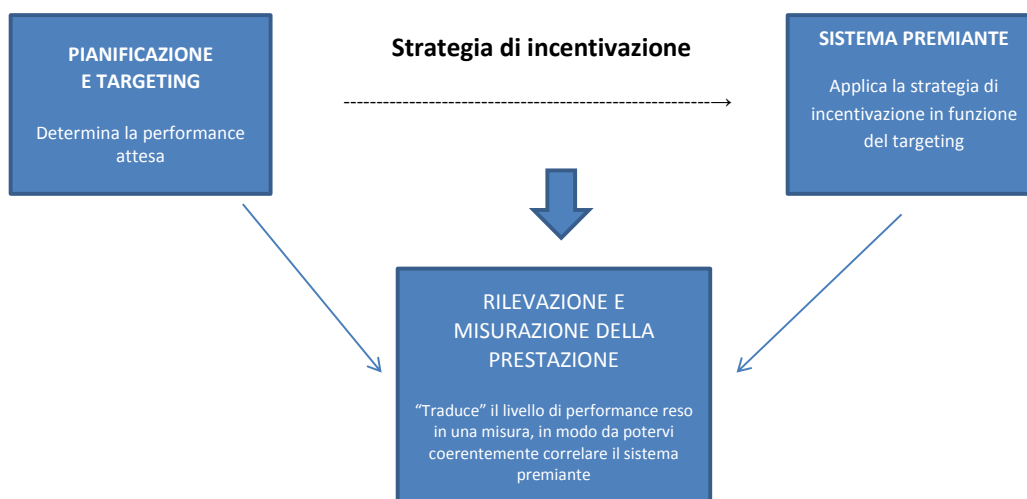 PIANIFICAZIONE
E TARGETING
Determina la performance
attesa
Strategia di incentivazione
SISTEMA PREMIANTE
Applica la strategia di
incentivazione in funzione
del targeting
RILEVAZIONE E
MISURAZIONE DELLA
PRESTAZIONE
“Traduce” il livello di performance reso
in una misura, in modo da potervi
coerentemente correlare il sistema
premiante